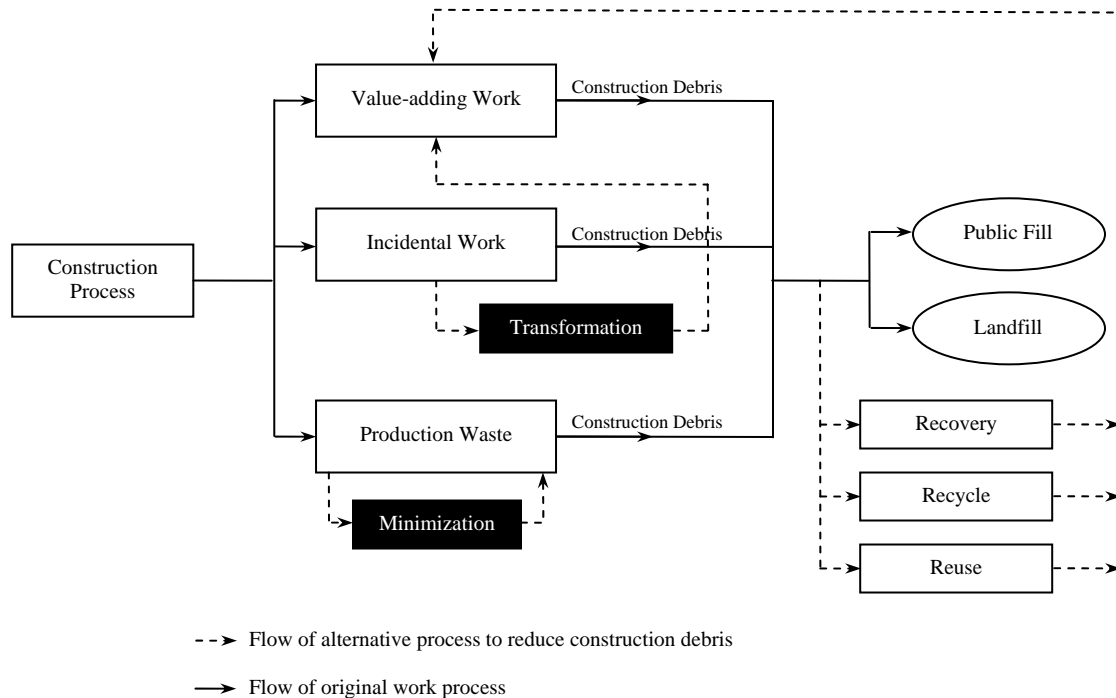 Value-adding Work
Construction Debris
Incidental Work
Construction Debris
Public Fill
Construction
Process
Transformation
Landfill
Production Waste
Construction Debris
Recovery
Minimization
Recycle
Reuse
Flow of alternative process to reduce construction debris
Flow of original work process